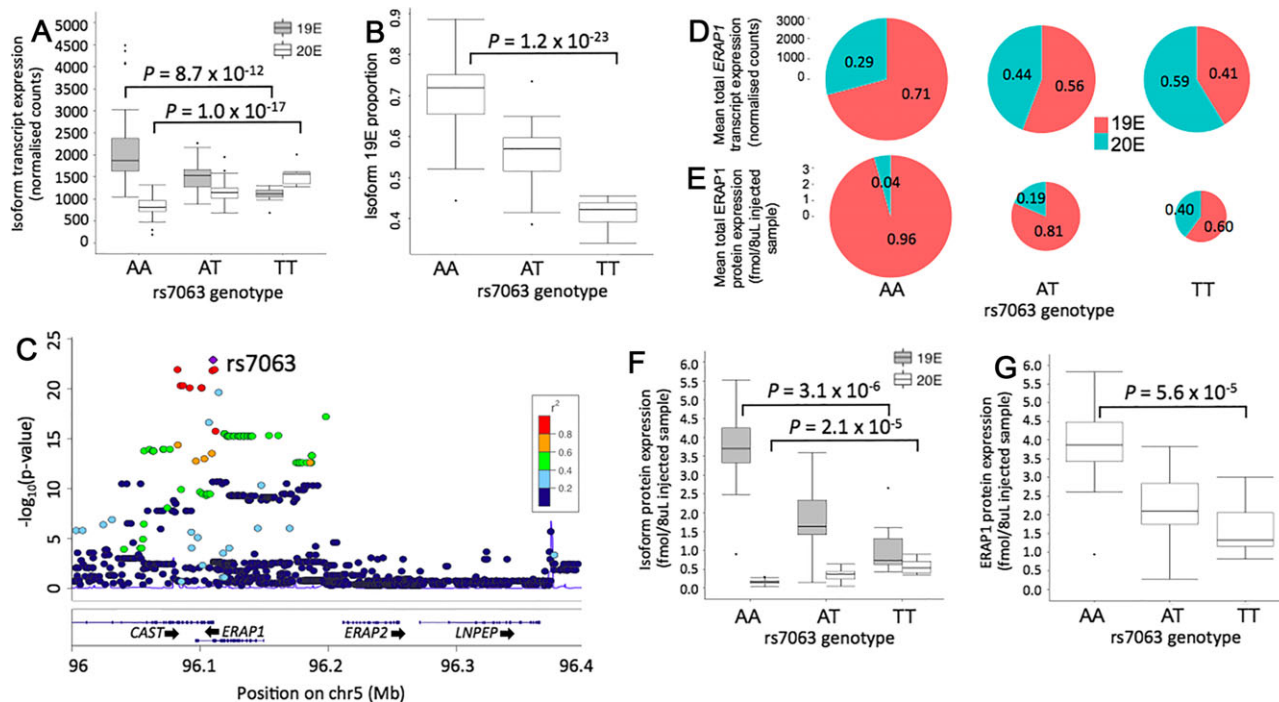 A
Isoform transcript expression
(normalised counts)
5000
4500
4000
3500
3000
2500
2000
1500
1000
500
0
19E
20E
P = 8.7 x 10-12
P = 1.0 x 10-17
AA AT TT
rs7063 genotype
B
Isoform 19E proportion
0.9
0.8
0.7
0.6
0.5
0.4
P = 1.2 x 10-23
AA AT TT
rs7063 genotype
C
-log10(p-value)
25
20
15
10
5
0
rs7063
r2
0.8
0.6
0.4
0.2
CAST ERAP1 ERAP2 LNPEP
96 96.1 96.2 96.3 96.4
Position on chr5 (Mb)
D
Mean total ERAP1
transcript expression
(normalised counts)
3000
2000
1000
0
0.29
0.71
0.44
0.56
0.59
0.41
19E
20E
E
Mean total ERAP1
protein expression
(fmol/8uL injected
sample)
3
2
1
0
0.04
0.96
0.19
0.81
0.40
0.60
AA AT TT
rs7063 genotype
F
Isoform protein expression
(fmol/8uL injected sample)
6.0
5.5
5.0
4.5
4.0
3.5
3.0
2.5
2.0
1.5
1.0
0.5
0.0
19E
20E
P = 3.1 x 10-6
P = 2.1 x 10-5
AA AT TT
rs7063 genotype
G
ERAP1 protein expression
(fmol/8uL injected sample)
6.0
5.5
5.0
4.5
4.0
3.5
3.0
2.5
2.0
1.5
1.0
0.5
0.0
P = 5.6 x 10-5
AA AT TT
rs7063 genotype